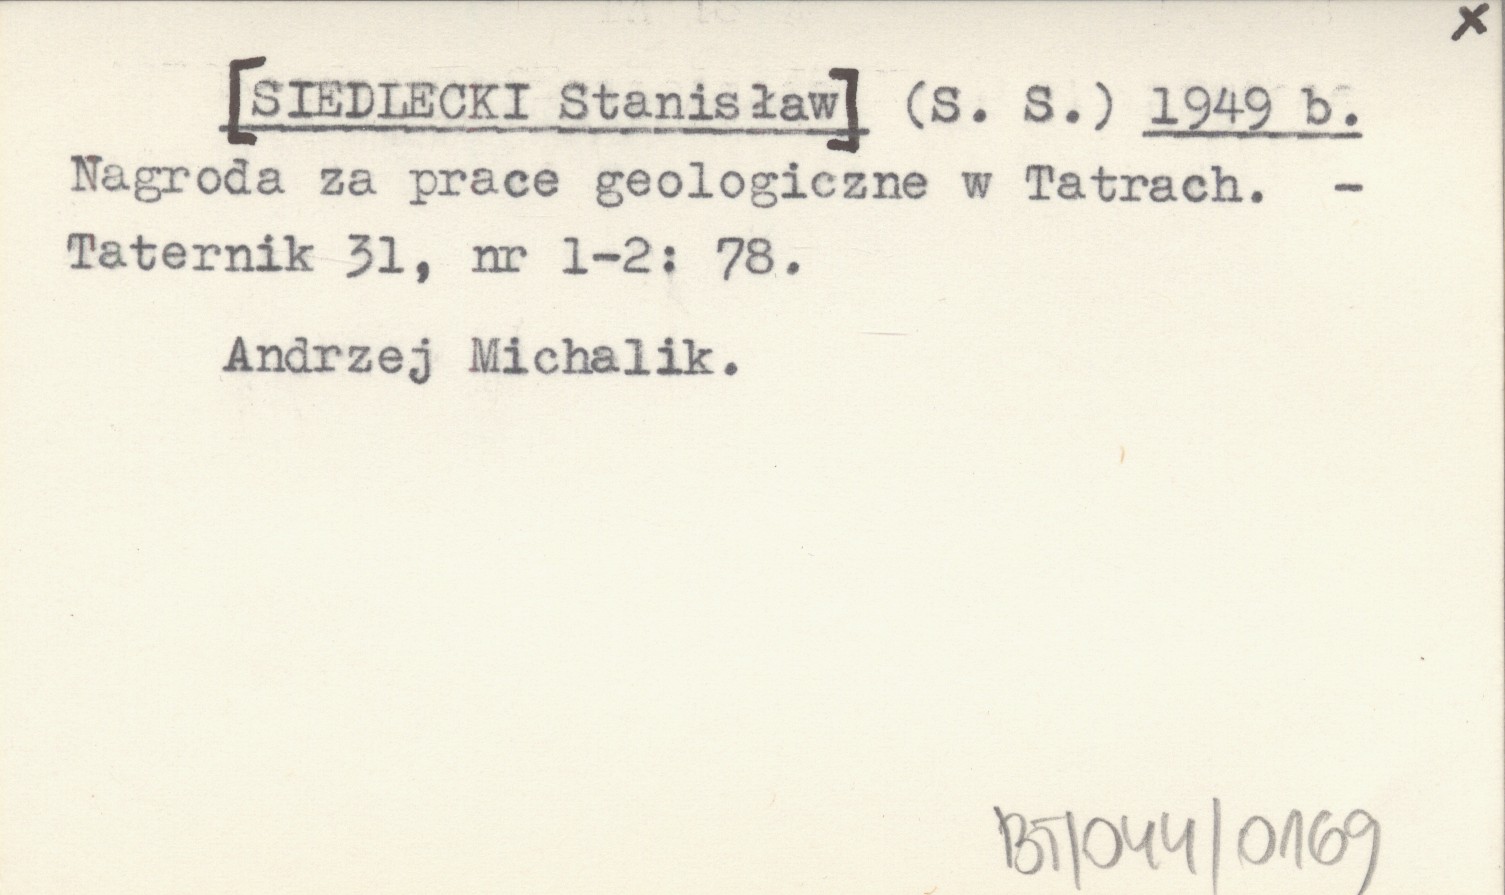 x
[SIEDLECKI Stanisław] (S. S.) 1949 b.
Nagroda za prace geologiczne w Tatrach. –
Taternik 31, nr 1-2: 78.
Andrzej Michalik.
BT/044/0169